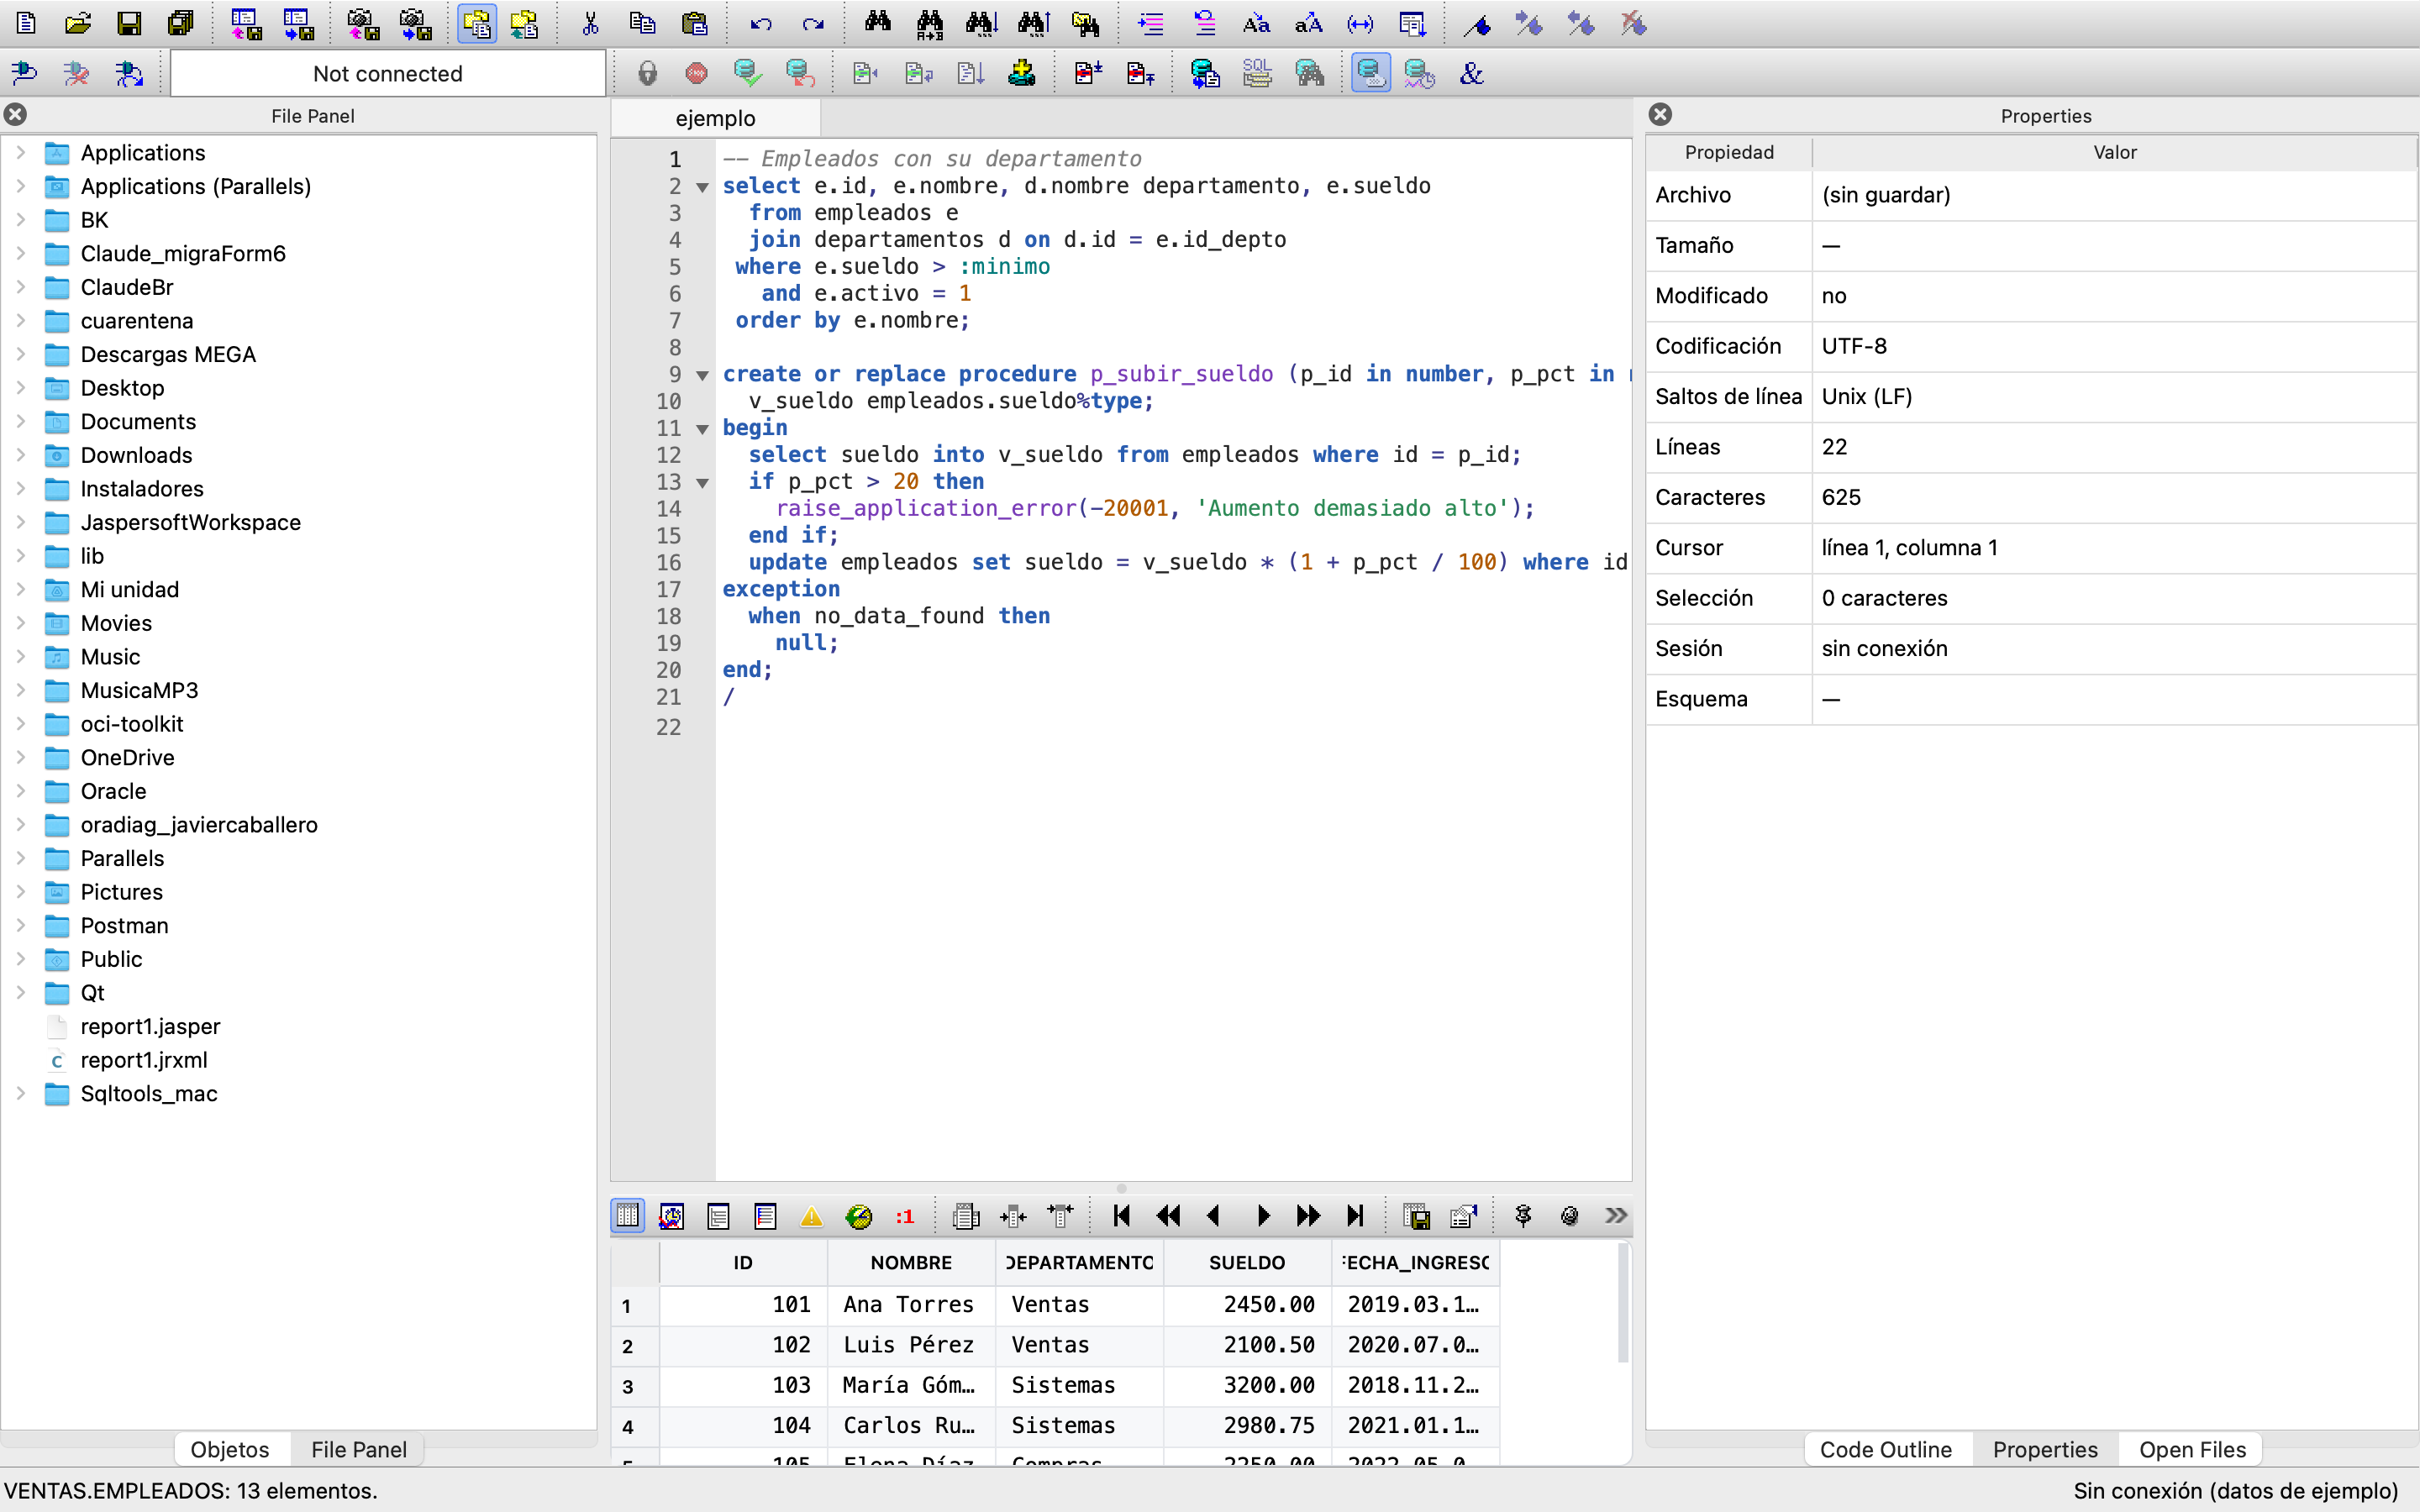 Not connected
File Panel
Applications
Applications (Parallels)
BK
Claude_migraForm6
ClaudeBr
cuarentena
Descargas MEGA
Desktop
Documents
Downloads
Instaladores
JaspersoftWorkspace
lib
Mi unidad
Movies
Music
MusicaMP3
oci-toolkit
OneDrive
Oracle
oradiag_javiercaballero
Parallels
Pictures
Postman
Public
Qt
report1.jasper
report1.jrxml
Sqltools_mac
Objetos File Panel
ejemplo
1 -- Empleados con su departamento
2 select e.id, e.nombre, d.nombre departamento, e.sueldo
3 from empleados e
4 join departamentos d on d.id = e.id_depto
5 where e.sueldo > :minimo
6 and e.activo = 1
7 order by e.nombre;
8
9 create or replace procedure p_subir_sueldo (p_id in number, p_pct in
10 v_sueldo empleados.sueldo%type;
11 begin
12 select sueldo into v_sueldo from empleados where id = p_id;
13 if p_pct > 20 then
14 raise_application_error(-20001, 'Aumento demasiado alto');
15 end if;
16 update empleados set sueldo = v_sueldo * (1 + p_pct / 100) where id
17 exception
18 when no_data_found then
19 null;
20 end;
21 /
22
:1
ID NOMBRE DEPARTAMENTO SUELDO FECHA_INGRESO
1 101 Ana Torres Ventas 2450.00 2019.03.1…
2 102 Luis Pérez Ventas 2100.50 2020.07.0…
3 103 María Góm… Sistemas 3200.00 2018.11.2…
4 104 Carlos Ru… Sistemas 2980.75 2021.01.1…
105 Elena Díaz Compras 2250.00 2022.05.0
Properties
Propiedad Valor
Archivo (sin guardar)
Tamaño —
Modificado no
Codificación UTF-8
Saltos de línea Unix (LF)
Líneas 22
Caracteres 625
Cursor línea 1, columna 1
Selección 0 caracteres
Sesión sin conexión
Esquema —
Code Outline Properties Open Files
VENTAS.EMPLEADOS: 13 elementos.
Sin conexión (datos de ejemplo)